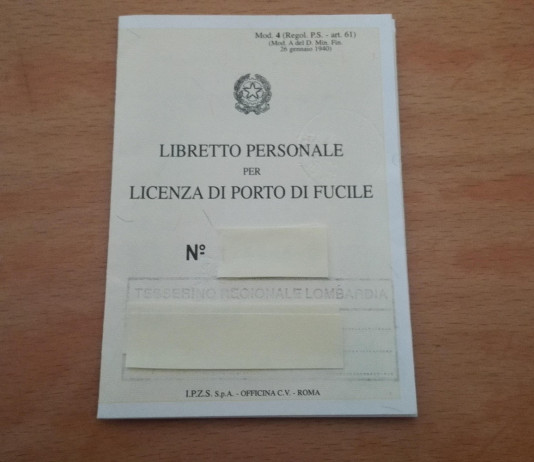 Mod. 4 (Regol. P.S. - art. 61)
(Mod. A del D. Min. Fin.
26 gennaio 1940)
LIBRETTO PERSONALE
PER
LICENZA DI PORTO DI FUCILE
Nº
TESSERINO REGIONALE LOMBARDIA
I.P.Z.S. S.p.A. - OFFICINA C.V. - ROMA